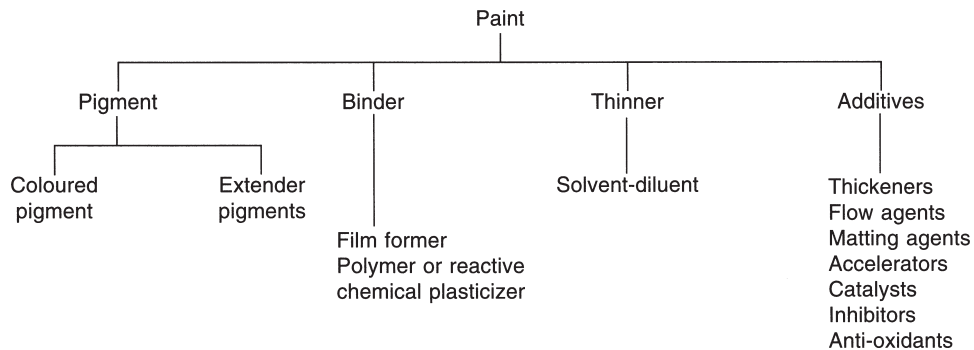 Paint
Pigment
Binder
Thinner
Additives
Coloured
pigment
Extender
pigments
Film former
Polymer or reactive
chemical plasticizer
Solvent-diluent
Thickeners
Flow agents
Matting agents
Accelerators
Catalysts
Inhibitors
Anti-oxidants